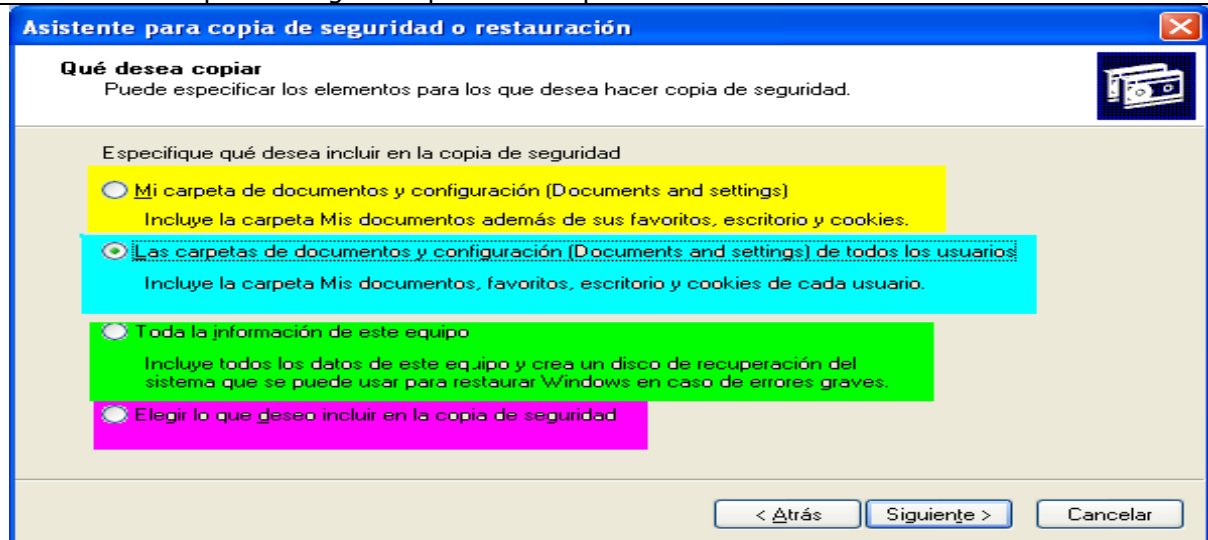 Asistente para copia de seguridad o restauración
Qué desea copiar
Puede especificar los elementos para los que desea hacer copia de seguridad.
Especifique qué desea incluir en la copia de seguridad
Mi carpeta de documentos y configuración (Documents and settings)
Incluye la carpeta Mis documentos además de sus favoritos, escritorio y cookies.
Las carpetas de documentos y configuración (Documents and settings) de todos los usuarios
Incluye la carpeta Mis documentos, favoritos, escritorio y cookies de cada usuario.
Toda la información de este equipo
Incluye todos los datos de este equipo y crea un disco de recuperación del
sistema que se puede usar para restaurar Windows en caso de errores graves.
Elegir lo que deseo incluir en la copia de seguridad
< Atrás
Siguiente >
Cancelar